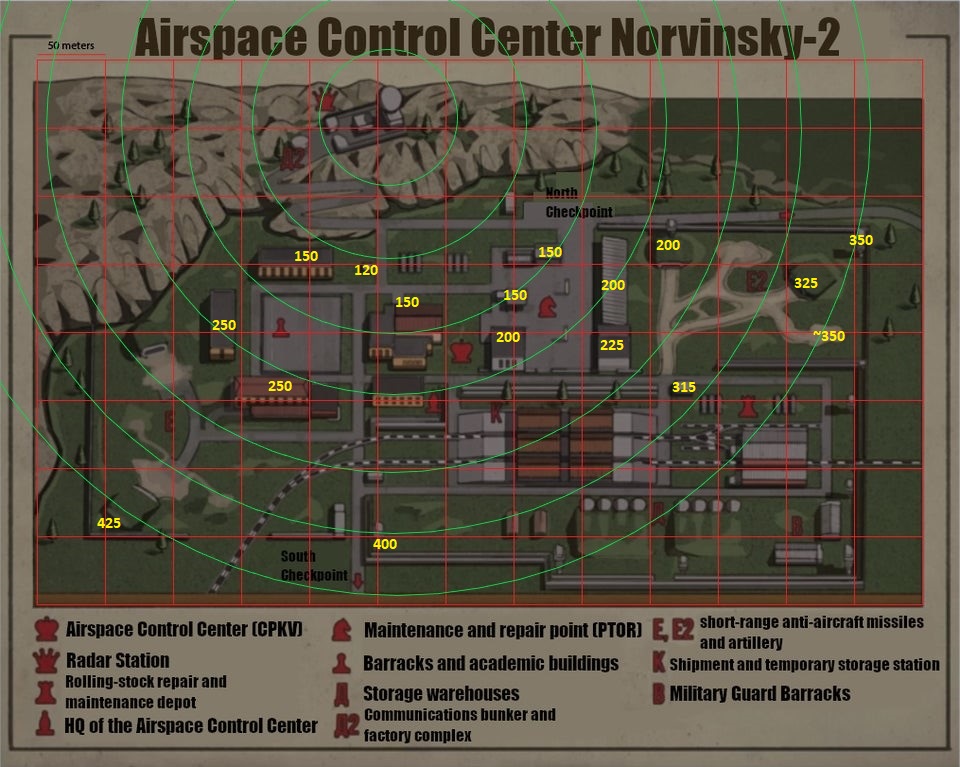 Airspace Control Center Norvinsky-2
50 meters
Д2
North
Checkpoint
150
120
150
200
350
150
150
200
E2
325
250
200
225
~350
250
315
K
E
425
400
Д
B
South
Checkpoint
Airspace Control Center (CPKV)
Radar Station
Rolling-stock repair and
maintenance depot
HQ of the Airspace Control Center
Maintenance and repair point (PTOR)
Barracks and academic buildings
Д Storage warehouses
Д2 Communications bunker and
factory complex
E, E2 short-range anti-aircraft missiles
and artillery
K Shipment and temporary storage station
B Military Guard Barracks